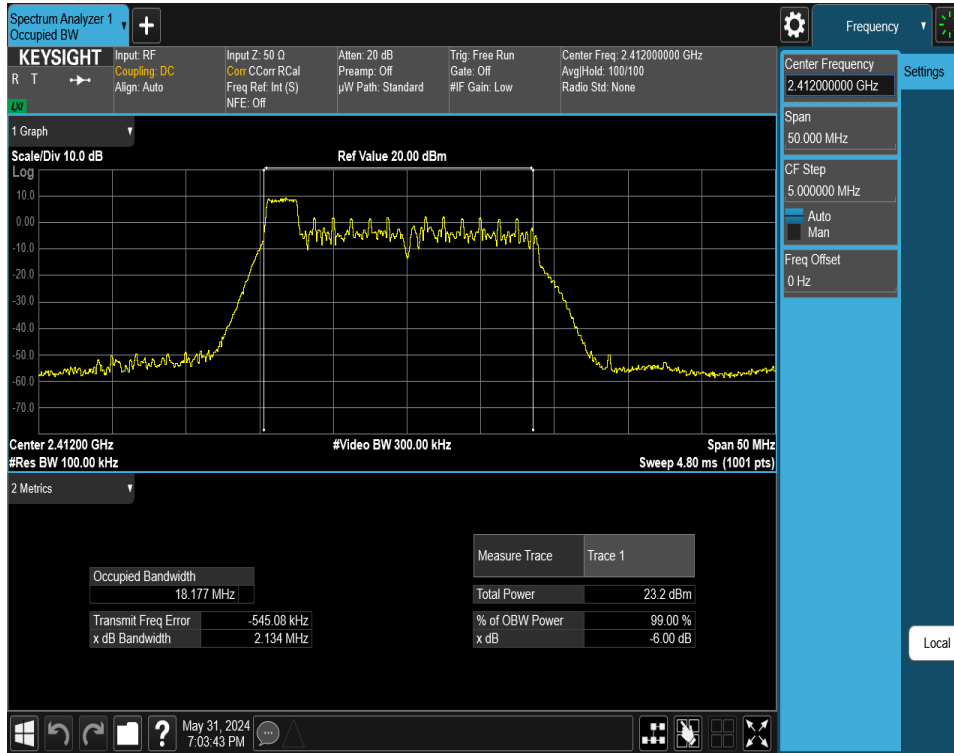 Spectrum Analyzer 1
Occupied BW
Frequency
KEYSIGHT
R T
LXI
Input: RF
Coupling: DC
Align: Auto
Input Z: 50 Ω
Corr CCorr RCal
Freq Ref: Int (S)
NFE: Off
Atten: 20 dB
Preamp: Off
µW Path: Standard
Trig: Free Run
Gate: Off
#IF Gain: Low
Center Freq: 2.412000000 GHz
Avg|Hold: 100/100
Radio Std: None
Center Frequency
2.412000000 GHz
Settings
Span
50.000 MHz
CF Step
5.000000 MHz
Auto
Man
Freq Offset
0 Hz
Local
1 Graph
Scale/Div 10.0 dB
Ref Value 20.00 dBm
Log
10.0
0.00
-10.0
-20.0
-30.0
-40.0
-50.0
-60.0
-70.0
Center 2.41200 GHz
#Video BW 300.00 kHz
Span 50 MHz
#Res BW 100.00 kHz
Sweep 4.80 ms (1001 pts)
2 Metrics
Measure Trace Trace 1
Occupied Bandwidth
18.177 MHz
Total Power 23.2 dBm
Transmit Freq Error -545.08 kHz
% of OBW Power 99.00 %
x dB Bandwidth 2.134 MHz
x dB -6.00 dB
May 31, 2024
7:03:43 PM